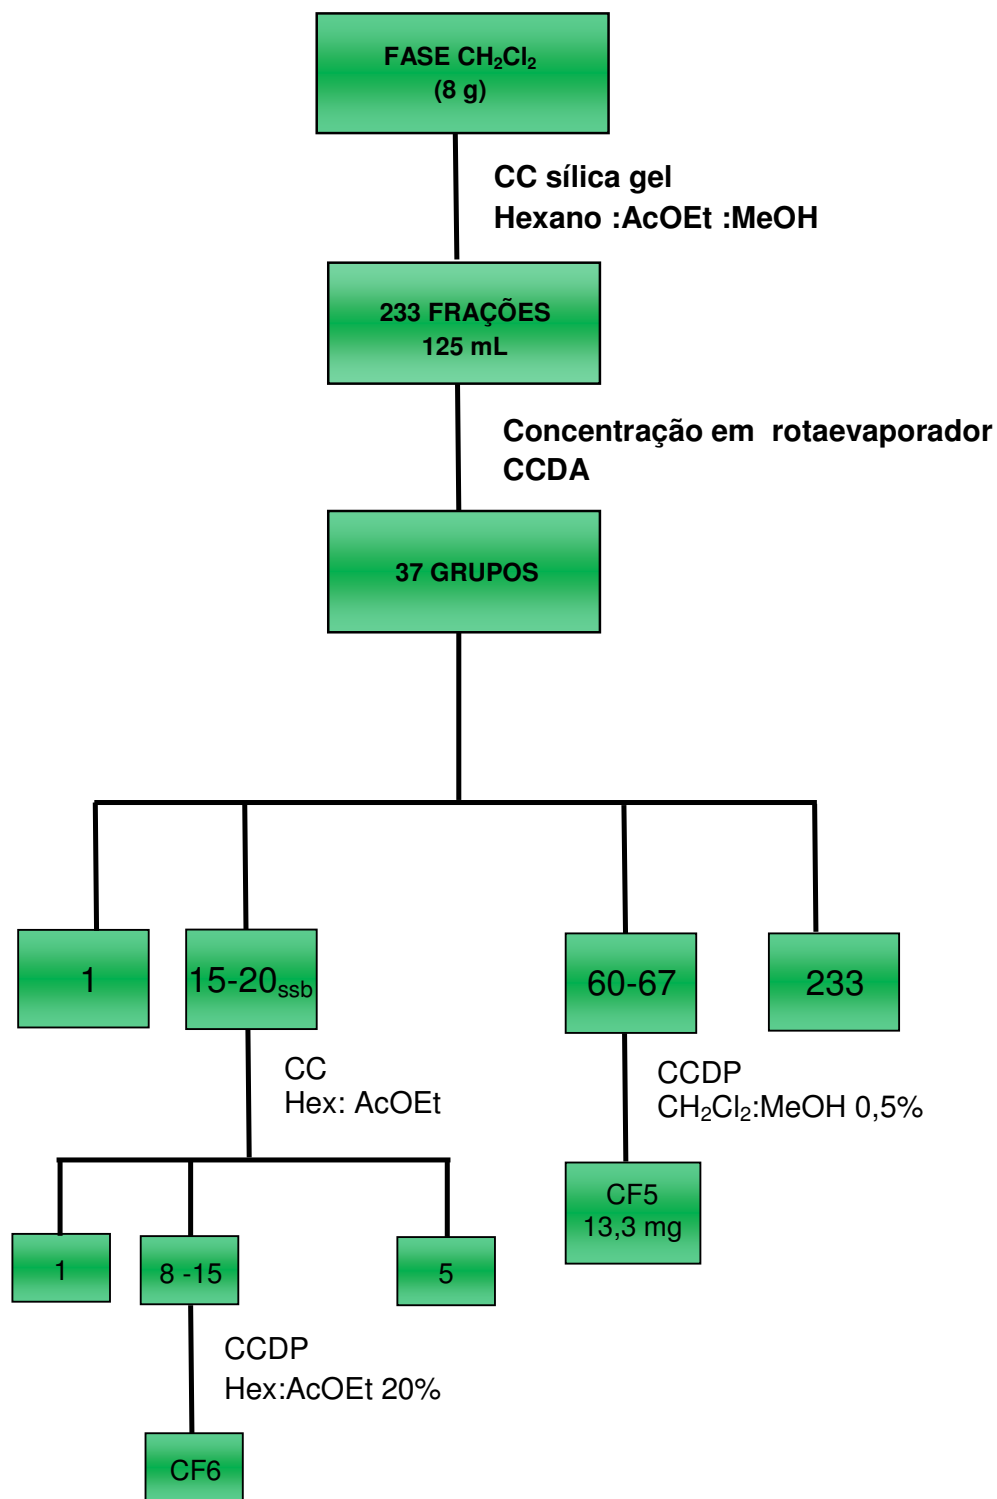 FASE CH₂Cl₂
(8 g)
CC sílica gel
Hexano :AcOEt :MeOH
233 FRAÇÕES
125 mL
Concentração em rotaevaporador
CCDA
37 GRUPOS
1
15-20ssb
60-67
233
CC
Hex: AcOEt
CCDP
CH₂Cl₂:MeOH 0,5%
CF5
13,3 mg
1
8 -15
5
CCDP
Hex:AcOEt 20%
CF6